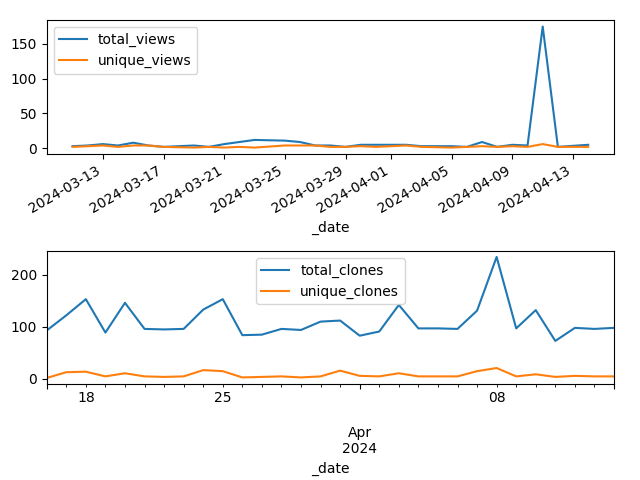 total_views
unique_views
150
100
50
0
2024-03-13
2024-03-17
2024-03-21
2024-03-25
2024-03-29
2024-04-01
2024-04-05
2024-04-09
2024-04-13
_date
total_clones
unique_clones
200
100
0
18
25
08
Apr
2024
_date